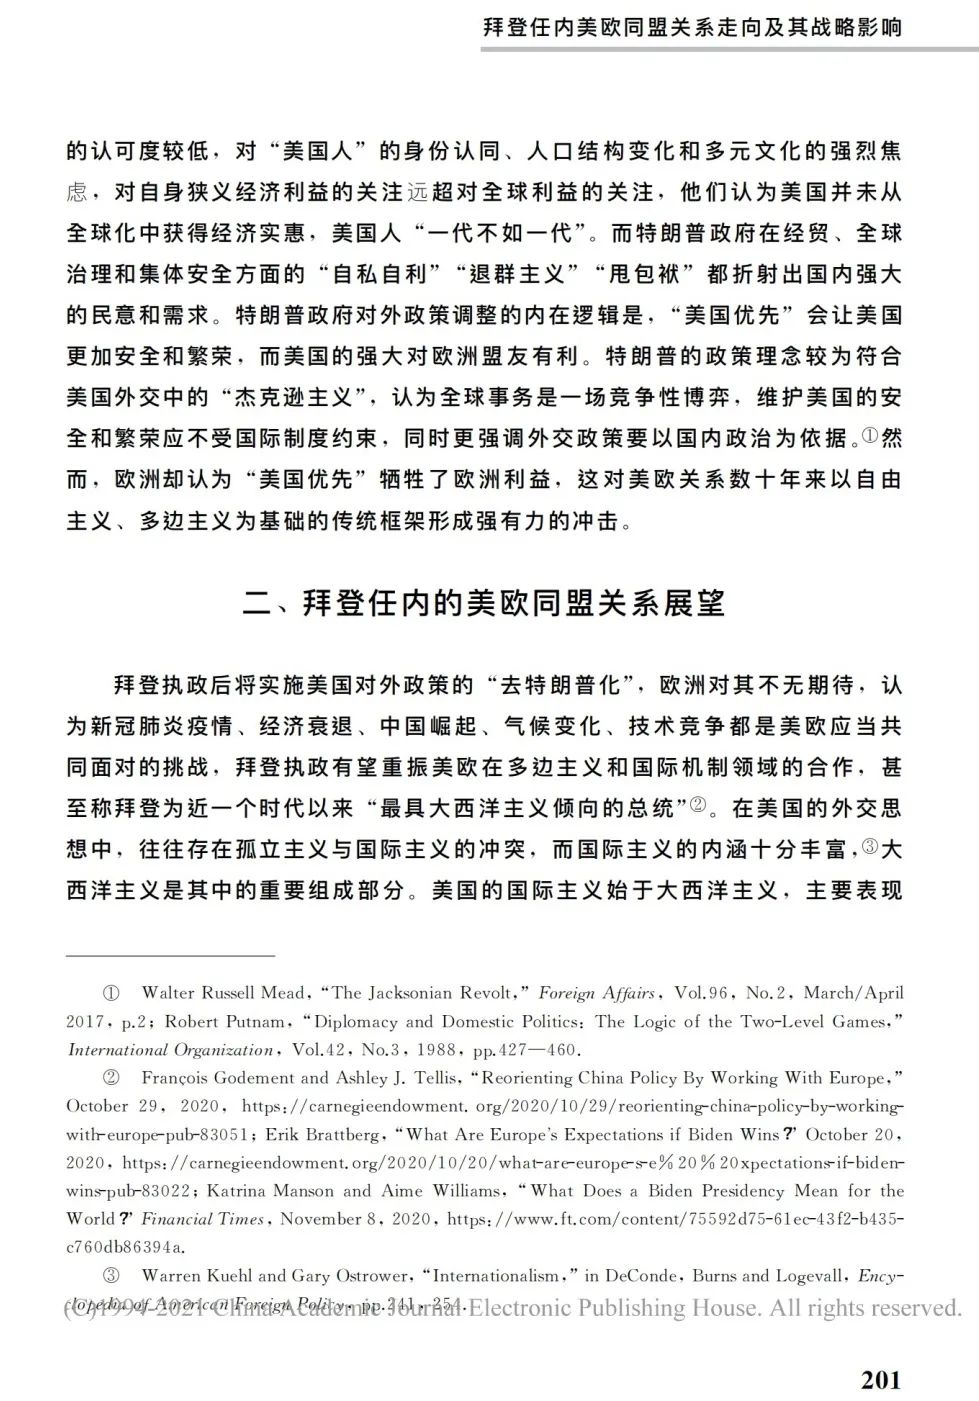 拜登任内美欧同盟关系走向及其战略影响
的认可度较低，对“美国人”的身份认同、人口结构变化和多元文化的强烈焦
虑，对自身狭义经济利益的关注远超对全球利益的关注，他们认为美国并未从
全球化中获得经济实惠，美国人“一代不如一代”。而特朗普政府在经贸、全球
治理和集体安全方面的“自私自利”“退群主义”“甩包袱”都折射出国内强大
的民意和需求。特朗普政府对外政策调整的内在逻辑是，“美国优先”会让美国
更加安全和繁荣，而美国的强大对欧洲盟友有利。特朗普的政策理念较为符合
美国外交中的“杰克逊主义”，认为全球事务是一场竞争性博弈，维护美国的安
全和繁荣应不受国际制度约束，同时更强调外交政策要以国内政治为依据。①然
而，欧洲却认为“美国优先”牺牲了欧洲利益，这对美欧关系数十年来以自由
主义、多边主义为基础的传统框架形成强有力的冲击。
二、拜登任内的美欧同盟关系展望
拜登执政后将实施美国对外政策的“去特朗普化”，欧洲对其不无期待，认
为新冠肺炎疫情、经济衰退、中国崛起、气候变化、技术竞争都是美欧应当共
同面对的挑战，拜登执政有望重振美欧在多边主义和国际机制领域的合作，甚
至称拜登为近一个时代以来“最具大西洋主义倾向的总统”②。在美国的外交思
想中，往往存在孤立主义与国际主义的冲突，而国际主义的内涵十分丰富，③大
西洋主义是其中的重要组成部分。美国的国际主义始于大西洋主义，主要表现
① Walter Russell Mead, “The Jacksonian Revolt,” Foreign Affairs, Vol.96, No.2, March/April
2017, p.2; Robert Putnam, “Diplomacy and Domestic Politics: The Logic of the Two-Level Games,”
International Organization, Vol.42, No.3, 1988, pp.427—460.
② François Godement and Ashley J. Tellis, “Reorienting China Policy By Working With Europe,”
October 29, 2020, https://carnegieendowment. org/2020/10/29/reorienting-china-policy-by-working-
with-europe-pub-83051; Erik Brattberg, “What Are Europe's Expectations if Biden Wins?” October 20,
2020, https://carnegieendowment.org/2020/10/20/what-are-europe-s-e%20%20xpectations-if-biden-
wins-pub-83022; Katrina Manson and Aime Williams, “What Does a Biden Presidency Mean for the
World?” Financial Times, November 8, 2020, https://www.ft.com/content/75592d75-61ec-43f2-b435-
c760db86394a.
③ Warren Kuehl and Gary Ostrower, “Internationalism,” in DeConde, Burns and Logevall, Ency-
clopedia of American Foreign Policy, pp.241, 254.
(C)1994-2021 China Academic Journal Electronic Publishing House. All rights reserved.
201